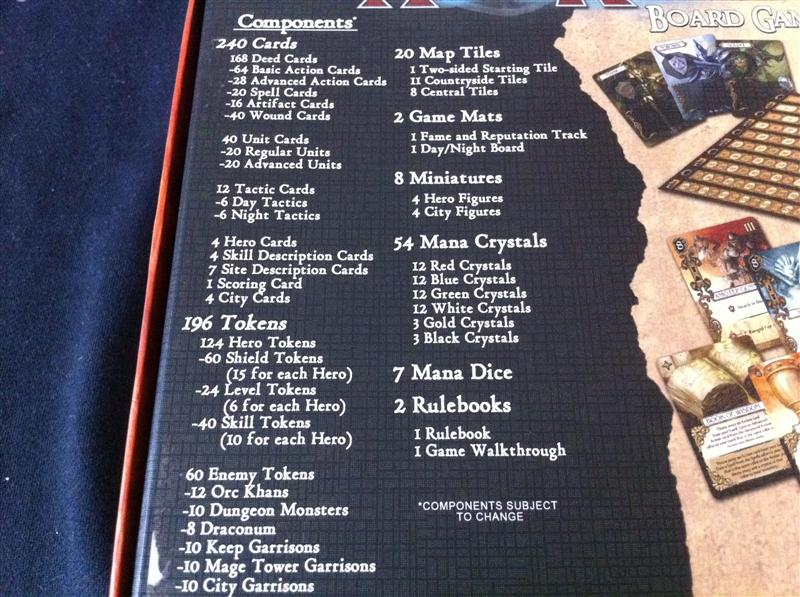 Components*
240 Cards
168 Deed Cards
-64 Basic Action Cards
-28 Advanced Action Cards
-20 Spell Cards
-16 Artifact Cards
-40 Wound Cards
40 Unit Cards
-20 Regular Units
-20 Advanced Units
12 Tactic Cards
-6 Day Tactics
-6 Night Tactics
4 Hero Cards
4 Skill Description Cards
7 Site Description Cards
1 Scoring Card
4 City Cards
196 Tokens
124 Hero Tokens
-60 Shield Tokens
(15 for each Hero)
-24 Level Tokens
(6 for each Hero)
-40 Skill Tokens
(10 for each Hero)
60 Enemy Tokens
-12 Orc Khans
-10 Dungeon Monsters
-8 Draconum
-10 Keep Garrisons
-10 Mage Tower Garrisons
-10 City Garrisons
20 Map Tiles
1 Two-sided Starting Tile
11 Countryside Tiles
8 Central Tiles
2 Game Mats
1 Fame and Reputation Track
1 Day/Night Board
8 Miniatures
4 Hero Figures
4 City Figures
54 Mana Crystals
12 Red Crystals
12 Blue Crystals
12 Green Crystals
12 White Crystals
3 Gold Crystals
3 Black Crystals
7 Mana Dice
2 Rulebooks
1 Rulebook
1 Game Walkthrough
*COMPONENTS SUBJECT
TO CHANGE
BOARD GAM
III
BOOK OF WISDOM